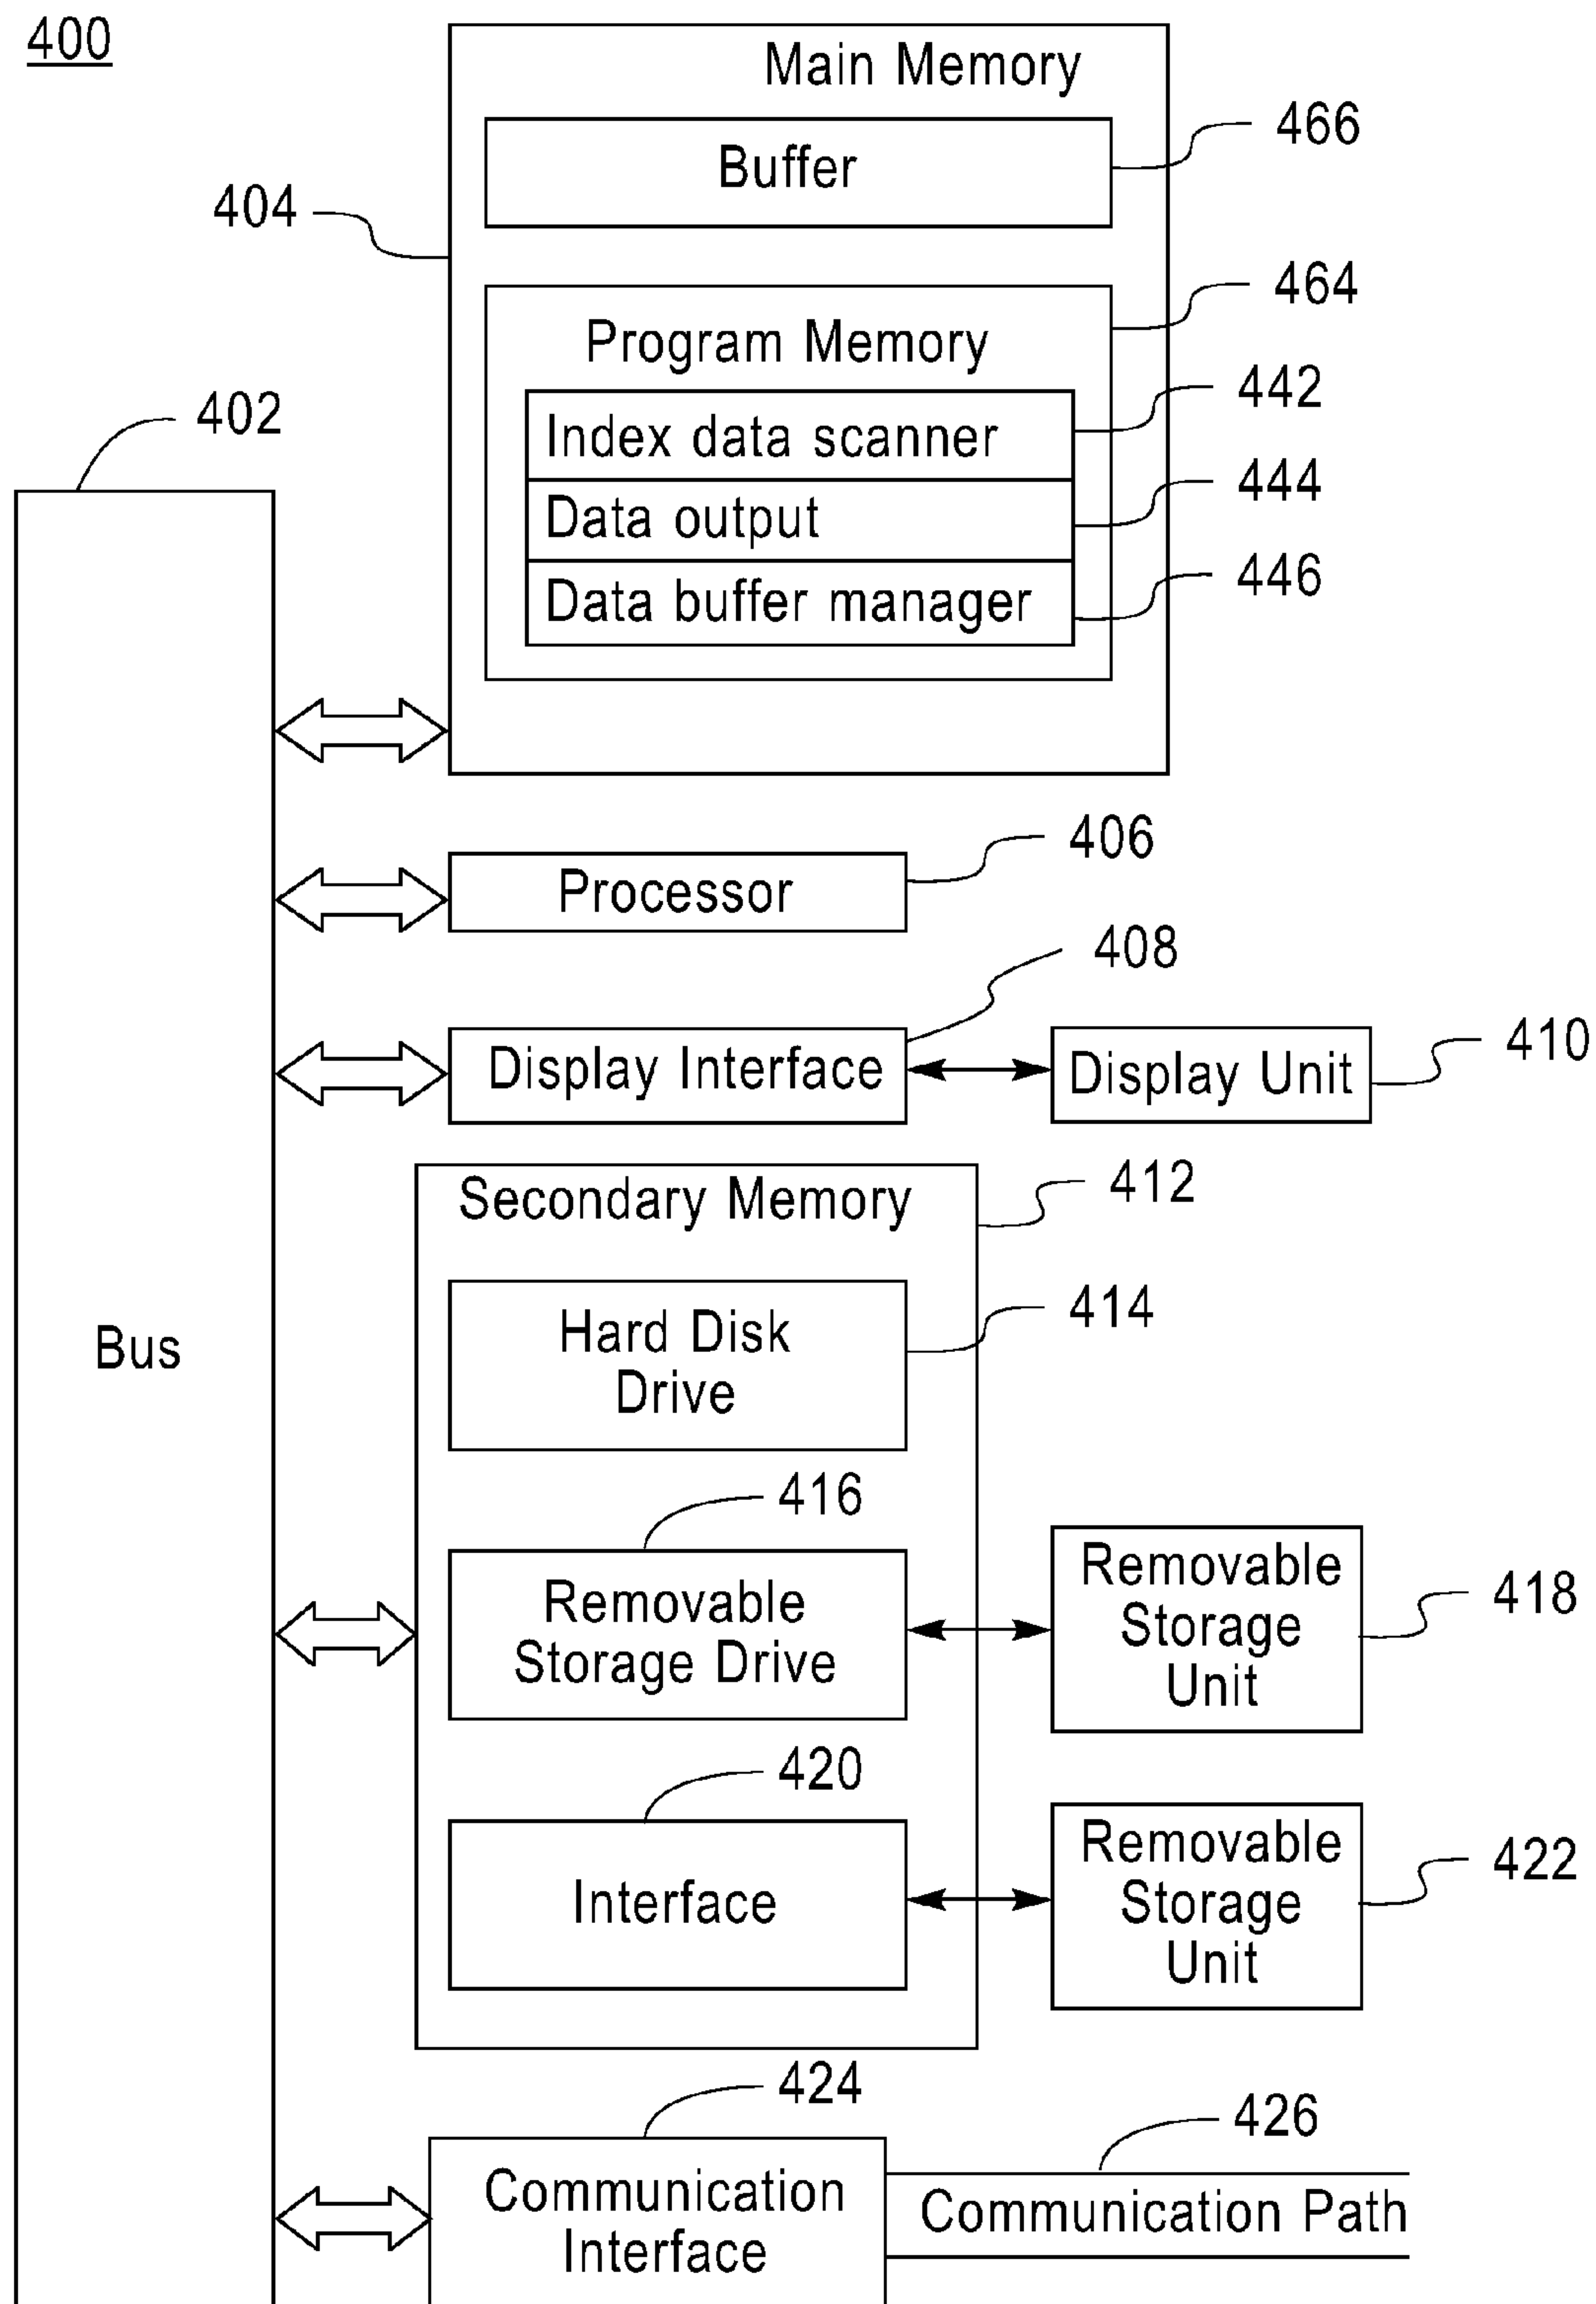 400
Main Memory
Buffer
466
404
464
Program Memory
442
402
Index data scanner
444
Data output
446
Data buffer manager
406
Processor
408
Display Interface
Display Unit
410
Secondary Memory
412
414
Hard Disk
Drive
Bus
416
Removable
Storage Drive
Removable
Storage
Unit
418
420
Interface
Removable
Storage
Unit
422
424
426
Communication
Interface
Communication Path